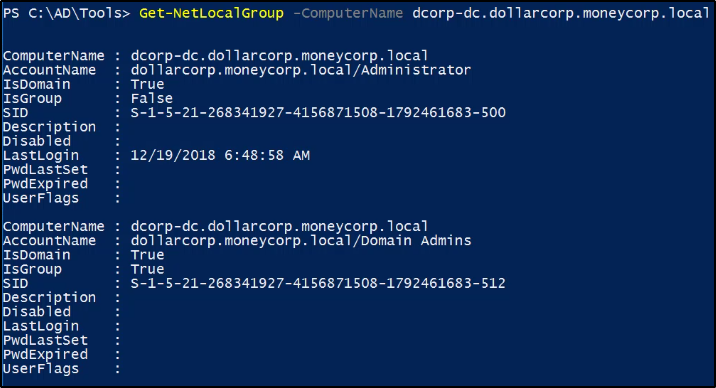 PS C:\AD\Tools> Get-NetLocalGroup -ComputerName dcorp-dc.dollarcorp.moneycorp.local
ComputerName : dcorp-dc.dollarcorp.moneycorp.local
AccountName : dollarcorp.moneycorp.local/Administrator
IsDomain : True
IsGroup : False
SID : S-1-5-21-268341927-4156871508-1792461683-500
Description :
Disabled :
LastLogin : 12/19/2018 6:48:58 AM
PwdLastSet :
PwdExpired :
UserFlags :
ComputerName : dcorp-dc.dollarcorp.moneycorp.local
AccountName : dollarcorp.moneycorp.local/Domain Admins
IsDomain : True
IsGroup : True
SID : S-1-5-21-268341927-4156871508-1792461683-512
Description :
Disabled :
LastLogin :
PwdLastSet :
PwdExpired :
UserFlags :